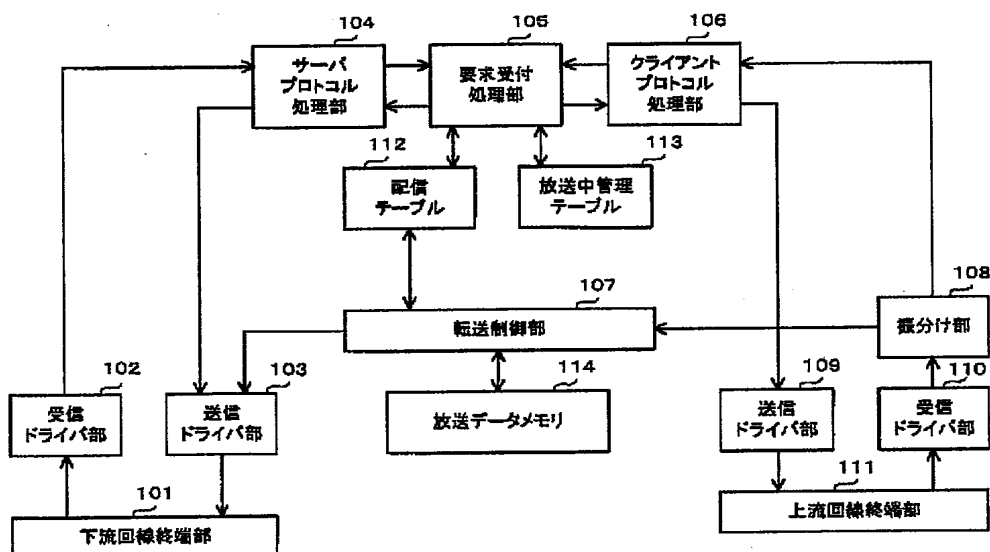 104
サーバ
プロトコル
処理部
105
要求受付
処理部
106
クライアント
プロトコル
処理部
112
配信
テーブル
113
放送中管理
テーブル
107
転送制御部
108
振分け部
102
受信
ドライバ部
103
送信
ドライバ部
114
放送データメモリ
109
送信
ドライバ部
110
受信
ドライバ部
101
下流回線終端部
111
上流回線終端部